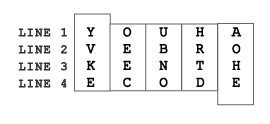 LINE 1 Y O U H A
LINE 2 V E B R O
LINE 3 K E N T H
LINE 4 E C O D E